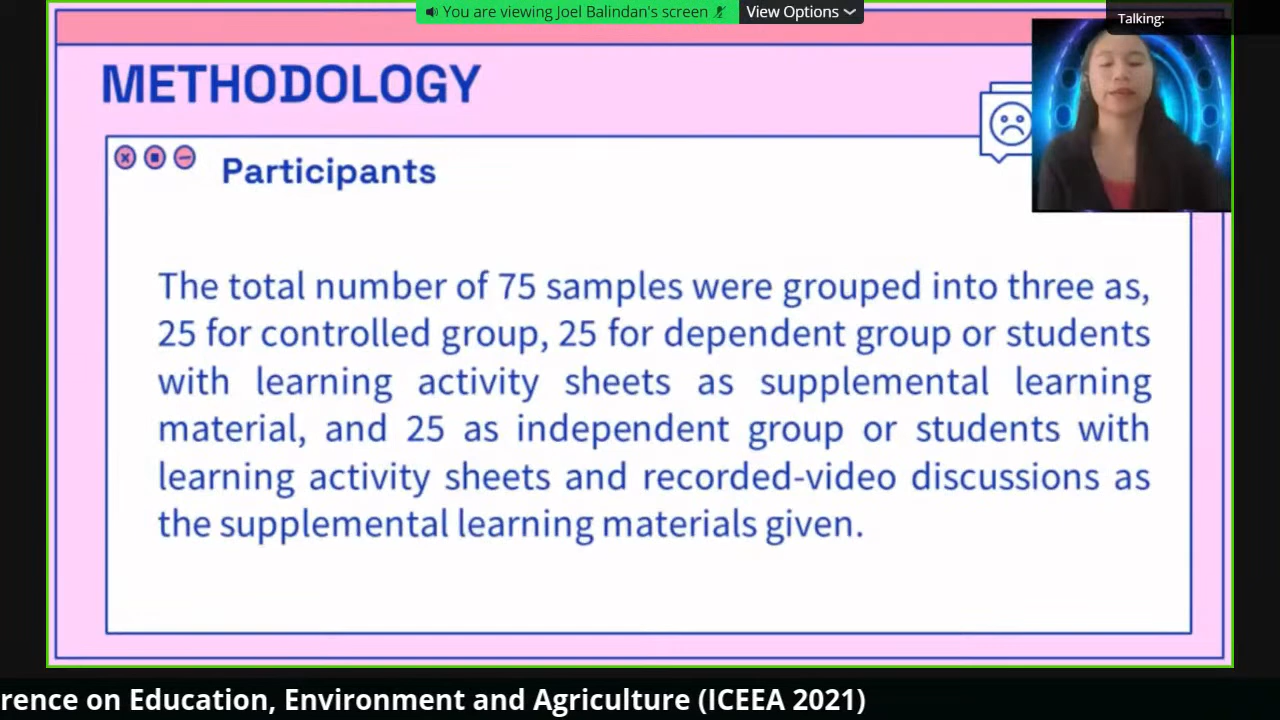 You are viewing Joel Balindan's screen
View Options
Talking:
METHODOLOGY
Participants
The total number of 75 samples were grouped into three as,
25 for controlled group, 25 for dependent group or students
with learning activity sheets as supplemental learning
material, and 25 as independent group or students with
learning activity sheets and recorded-video discussions as
the supplemental learning materials given.
rence on Education, Environment and Agriculture (ICEEA 2021)